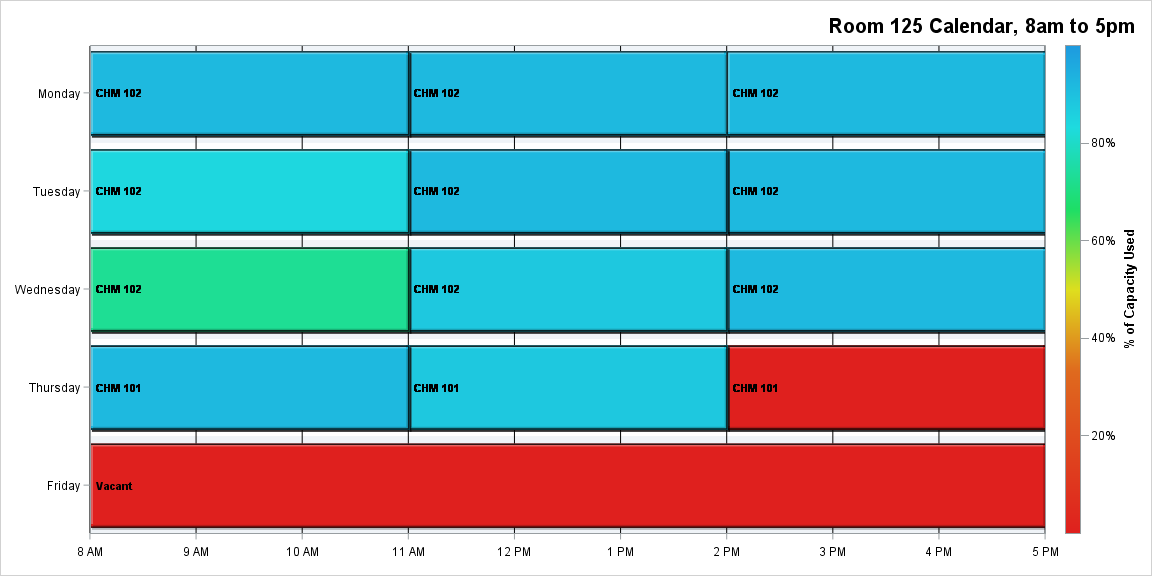 Room 125 Calendar, 8am to 5pm
Monday
CHM 102
CHM 102
CHM 102
Tuesday
CHM 102
CHM 102
CHM 102
Wednesday
CHM 102
CHM 102
CHM 102
Thursday
CHM 101
CHM 101
CHM 101
Friday
Vacant
8 AM
9 AM
10 AM
11 AM
12 PM
1 PM
2 PM
3 PM
4 PM
5 PM
80%
60%
40%
20%
% of Capacity Used